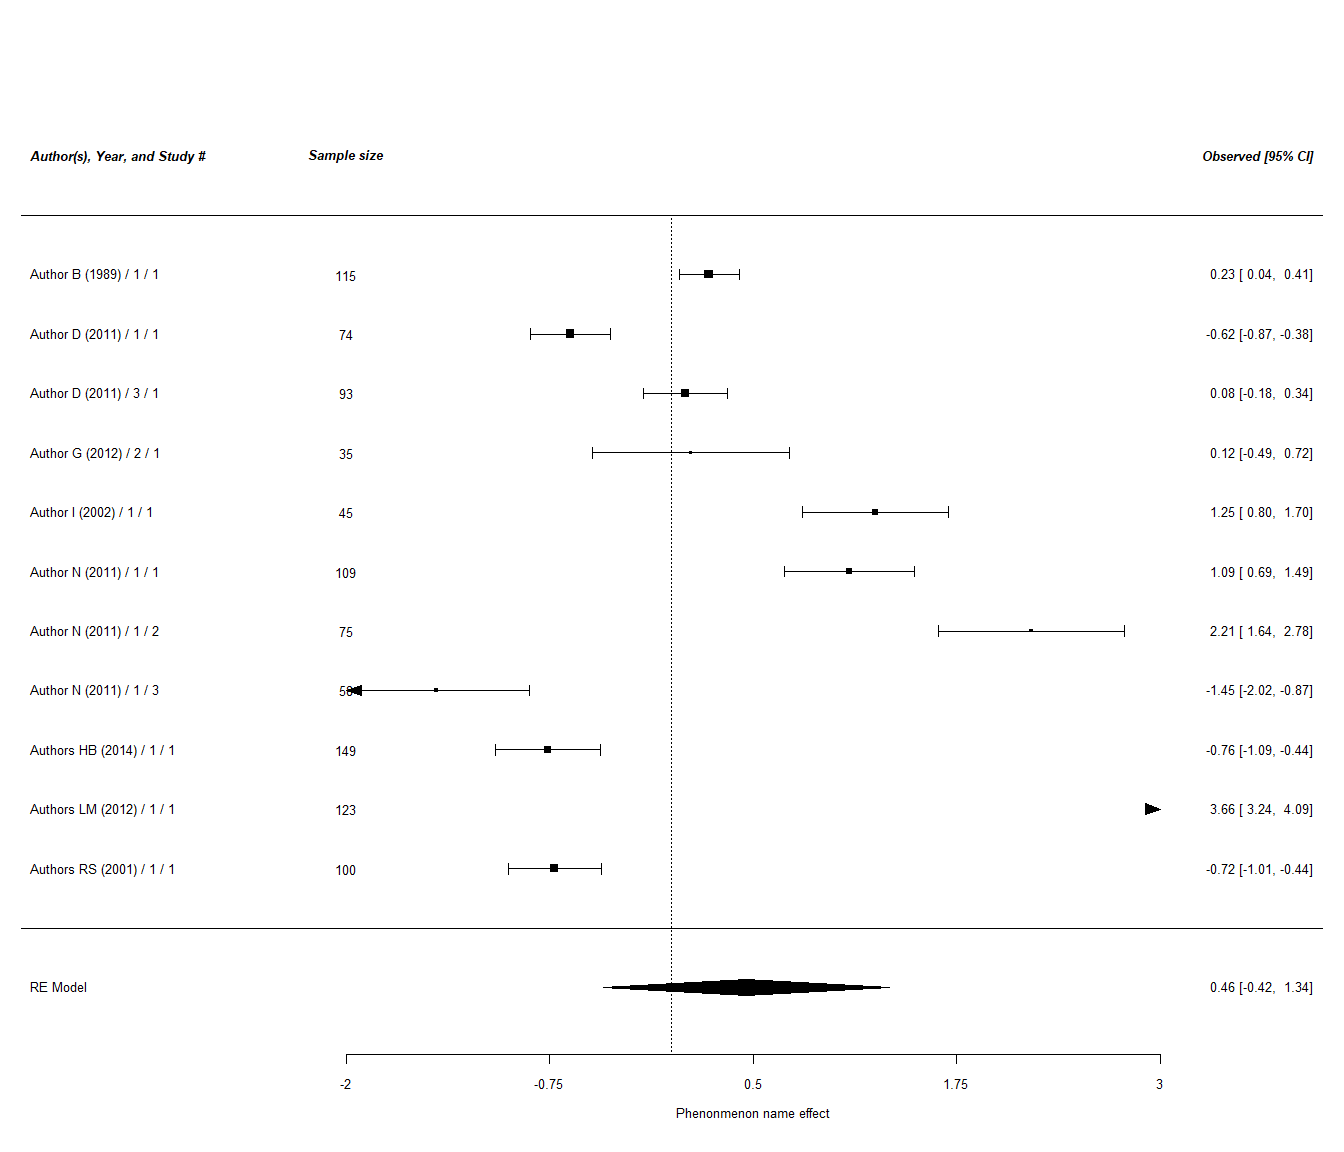 Author(s), Year, and Study # Sample size Observed [95% CI]
Author B (1989) / 1 / 1 115 0.23 [ 0.04, 0.41]
Author D (2011) / 1 / 1 74 -0.62 [-0.87, -0.38]
Author D (2011) / 3 / 1 93 0.08 [-0.18, 0.34]
Author G (2012) / 2 / 1 35 0.12 [-0.49, 0.72]
Author I (2002) / 1 / 1 45 1.25 [ 0.80, 1.70]
Author N (2011) / 1 / 1 109 1.09 [ 0.69, 1.49]
Author N (2011) / 1 / 2 75 2.21 [ 1.64, 2.78]
Author N (2011) / 1 / 3 -1.45 [-2.02, -0.87]
Authors HB (2014) / 1 / 1 149 -0.76 [-1.09, -0.44]
Authors LM (2012) / 1 / 1 123 3.66 [ 3.24, 4.09]
Authors RS (2001) / 1 / 1 100 -0.72 [-1.01, -0.44]
RE Model 0.46 [-0.42, 1.34]
-2 -0.75 0.5 1.75 3
Phenonmenon name effect